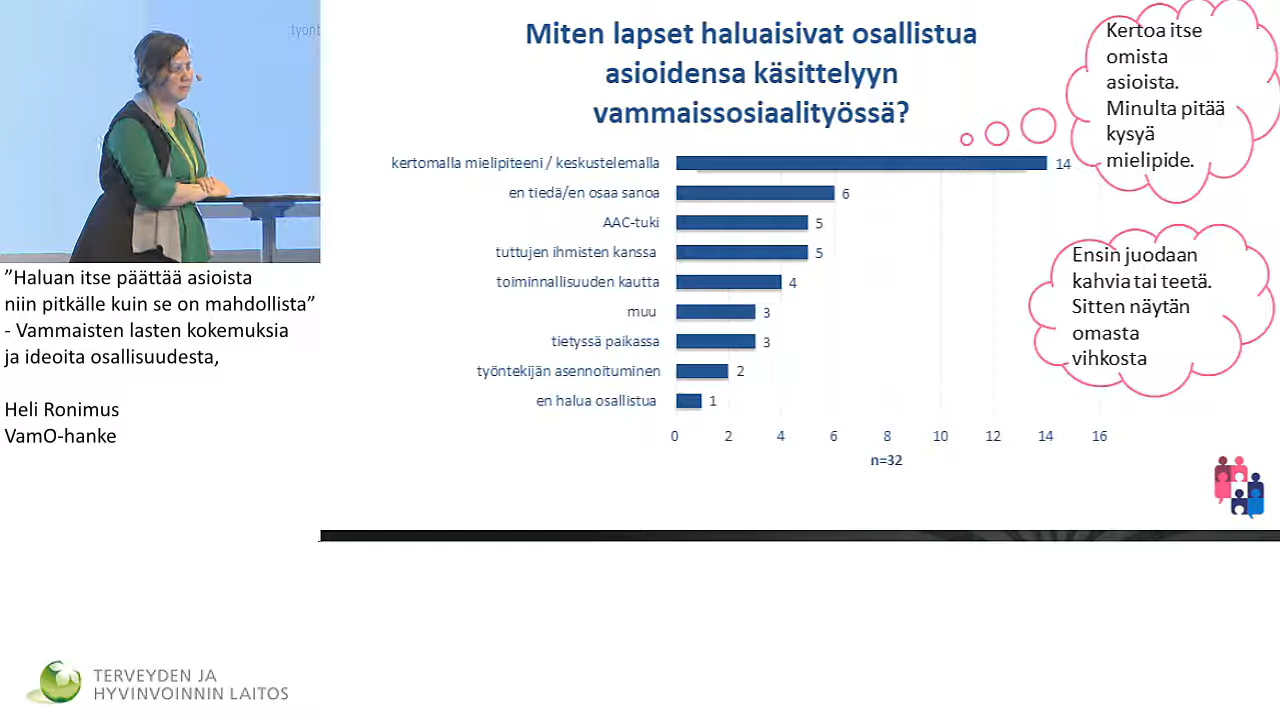 työnt
Miten lapset haluaisivat osallistua
asioidensa käsittelyyn
vammaissosiaalityössä?
Kertoa itse
omista
asioista.
Minulta pitää
kysyä
mielipide.
kertomalla mielipiteeni / keskustelemalla 14
en tiedä/en osaa sanoa 6
AAC-tuki 5
tuttujen ihmisten kanssa 5
toiminnallisuuden kautta 4
muu 3
tietyssä paikassa 3
työntekijän asennoituminen 2
en halua osallistua 1
0 2 4 6 8 10 12 14 16
n=32
Ensin juodaan
kahvia tai teetä.
Sitten näytän
omasta
vihkosta
”Haluan itse päättää asioista
niin pitkälle kuin se on mahdollista”
- Vammaisten lasten kokemuksia
ja ideoita osallisuudesta,
Heli Ronimus
VamO-hanke
TERVEYDEN JA
HYVINVOINNIN LAITOS